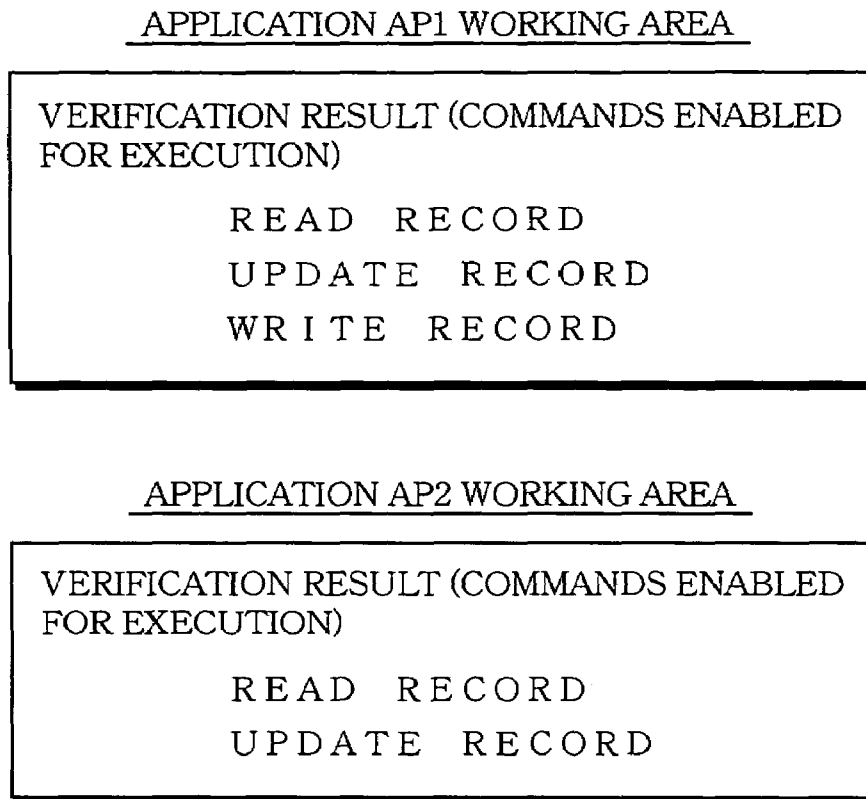 APPLICATION AP1 WORKING AREA
VERIFICATION RESULT (COMMANDS ENABLED
FOR EXECUTION)
READ RECORD
UPDATE RECORD
WRITE RECORD
APPLICATION AP2 WORKING AREA
VERIFICATION RESULT (COMMANDS ENABLED
FOR EXECUTION)
READ RECORD
UPDATE RECORD